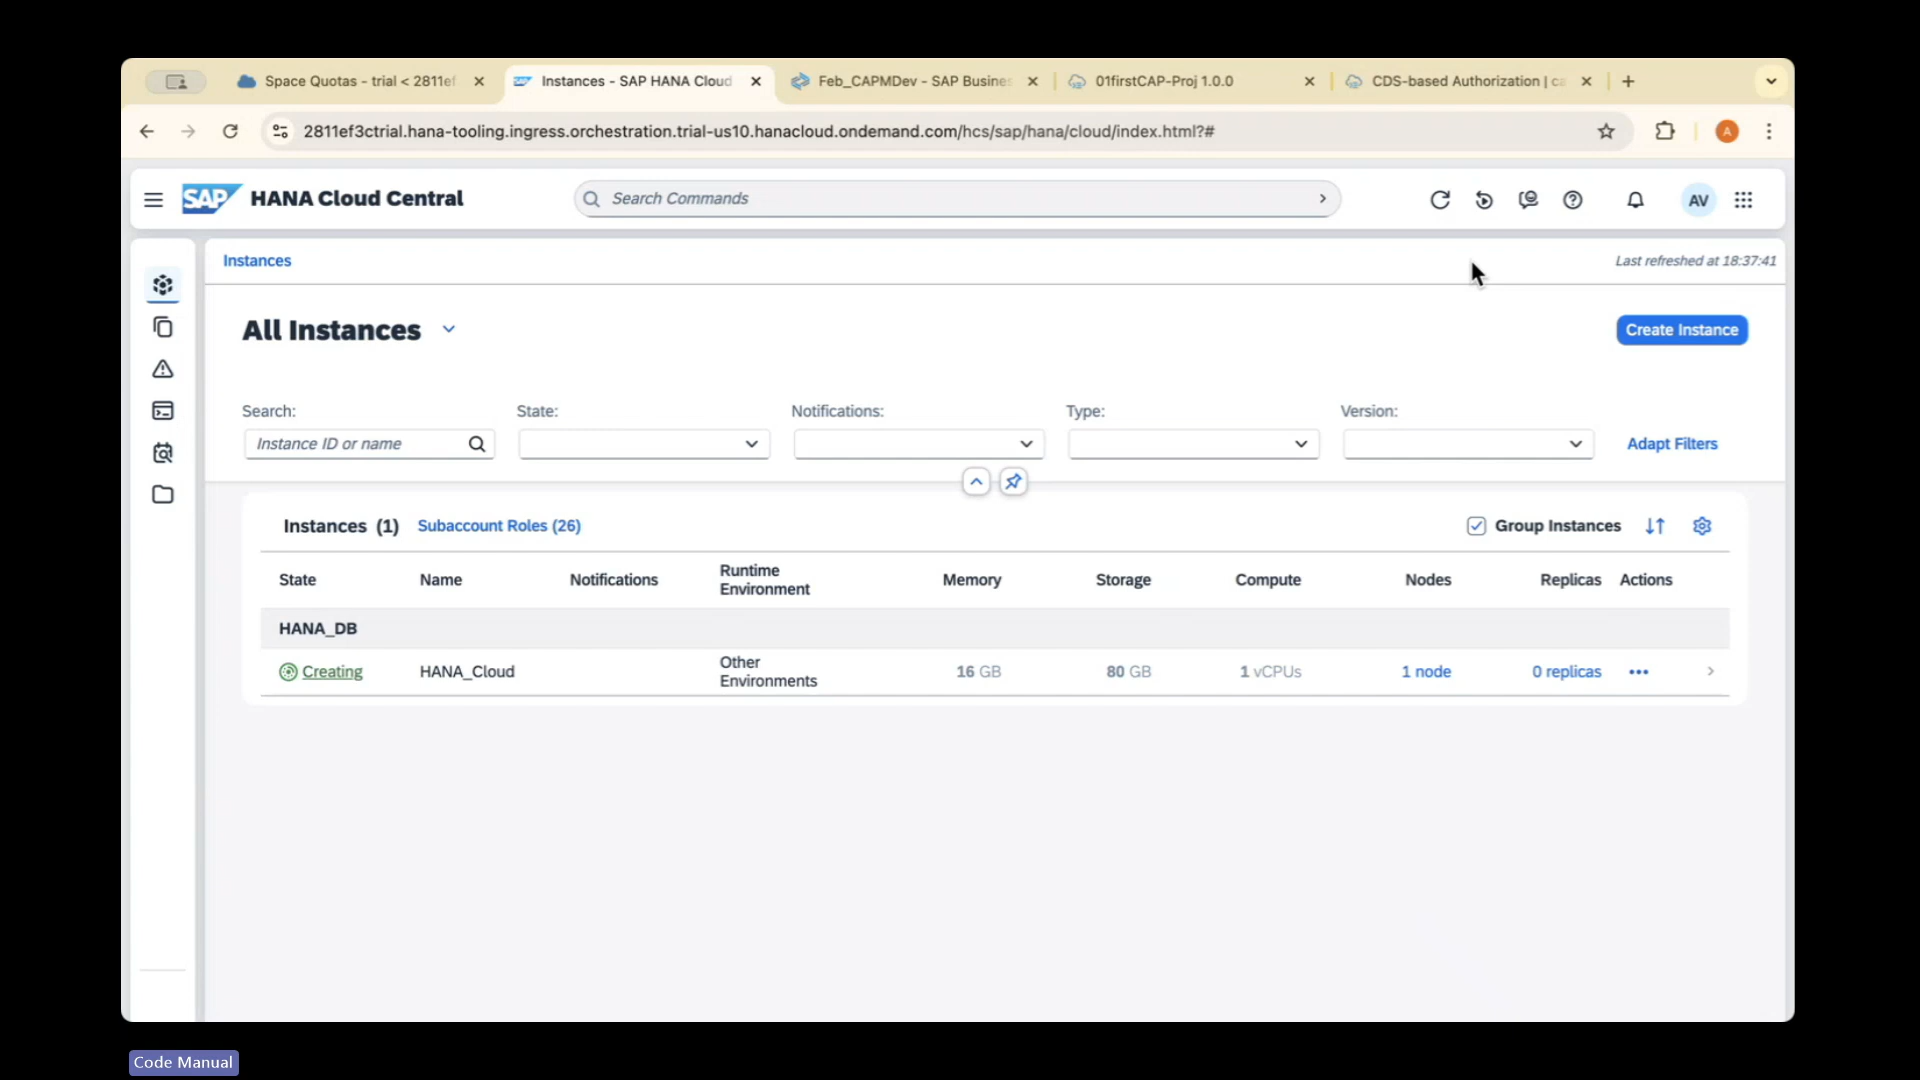 Space Quotas - trial < 2811ef
Instances - SAP HANA Cloud
Feb_CAPMDev - SAP Busines
01firstCAP-Proj 1.0.0
CDS-based Authorization | ca
2811ef3ctrial.hana-tooling.ingress.orchestration.trial-us10.hanacloud.ondemand.com/hcs/sap/hana/cloud/index.html?#
A
SAP HANA Cloud Central
Search Commands
AV
Instances
Last refreshed at 18:37:41
All Instances
Create Instance
Search:
State:
Notifications:
Type:
Version:
Instance ID or name
Adapt Filters
Instances (1)
Subaccount Roles (26)
Group Instances
State
Name
Notifications
Runtime
Environment
Memory
Storage
Compute
Nodes
Replicas
Actions
HANA_DB
Creating
HANA_Cloud
Other
Environments
16 GB
80 GB
1 vCPUs
1 node
0 replicas
Code Manual